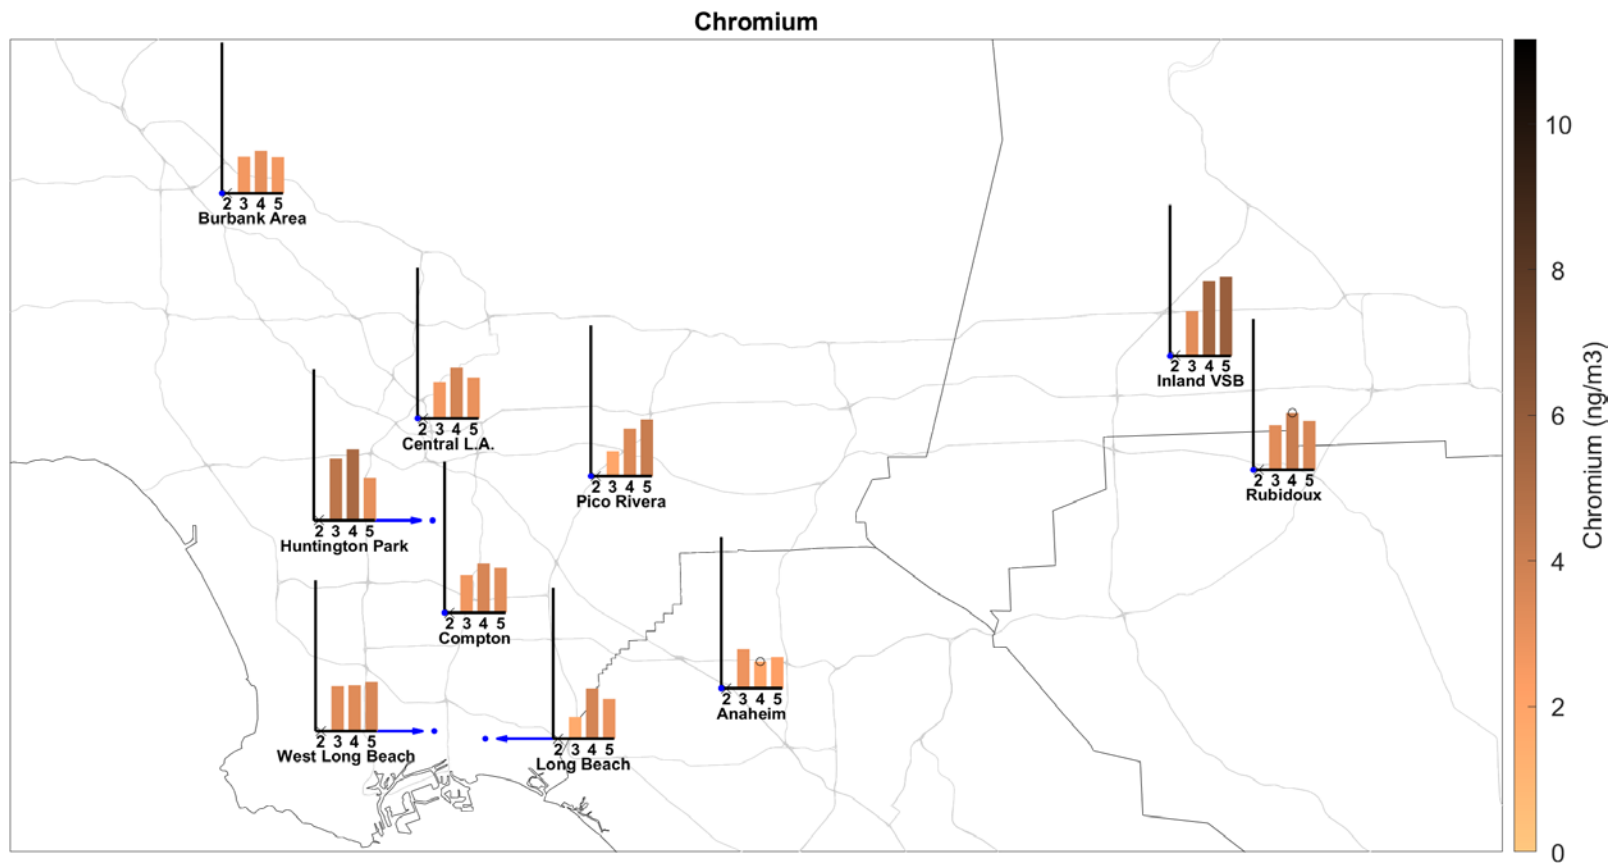 Chromium
2 3 4 5
Burbank Area
2 3 4 5
Central L.A.
2 3 4 5
Pico Rivera
2 3 4 5
Inland VSB
2 3 4 5
Rubidoux
2 3 4 5
Huntington Park
2 3 4 5
Compton
2 3 4 5
Anaheim
2 3 4 5
West Long Beach
2 3 4 5
Long Beach
10
8
6
4
2
0
Chromium (ng/m3)